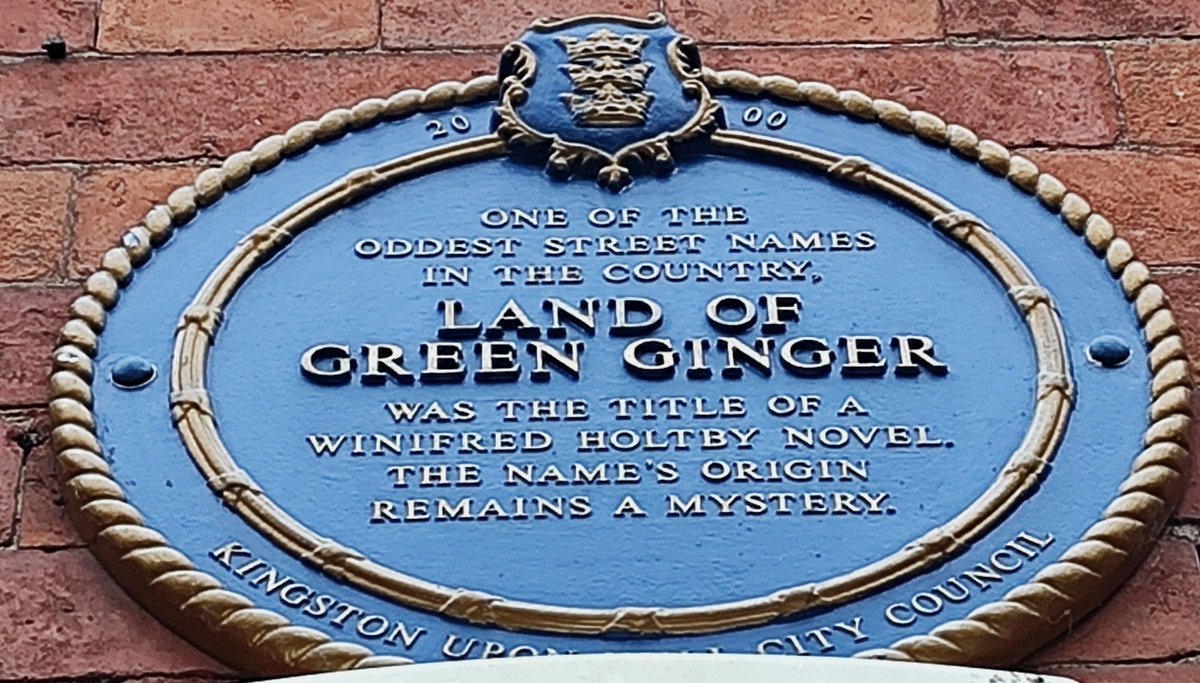 20 00
ONE OF THE
ODDEST STREET NAMES
IN THE COUNTRY,
LAND OF
GREEN GINGER
WAS THE TITLE OF A
WINIFRED HOLTBY NOVEL.
THE NAME'S ORIGIN
REMAINS A MYSTERY.
KINGSTON UPON CITY COUNCIL